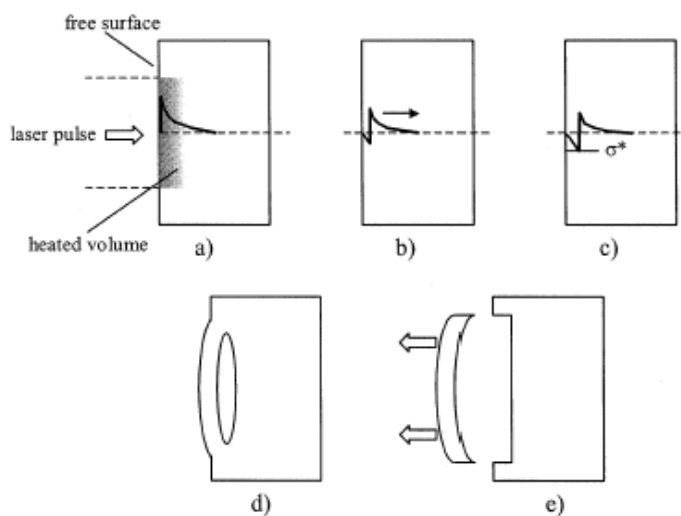 free surface
laser pulse
heated volume
σ*
a)
b)
c)
d)
e)